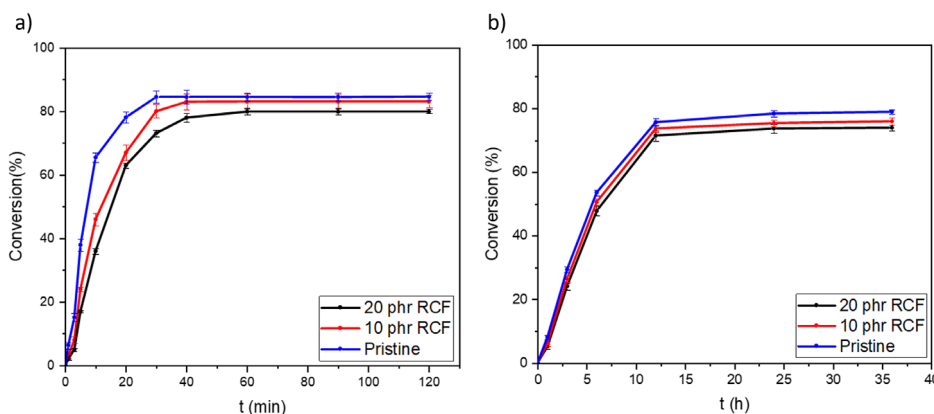 a)
100
80
60
40
20
0
Conversion(%)
0 20 40 60 80 100 120
t (min)
20 phr RCF
10 phr RCF
Pristine
b)
100
80
60
40
20
0
Conversion (%)
0 5 10 15 20 25 30 35 40
t (h)
20 phr RCF
10 phr RCF
Pristine